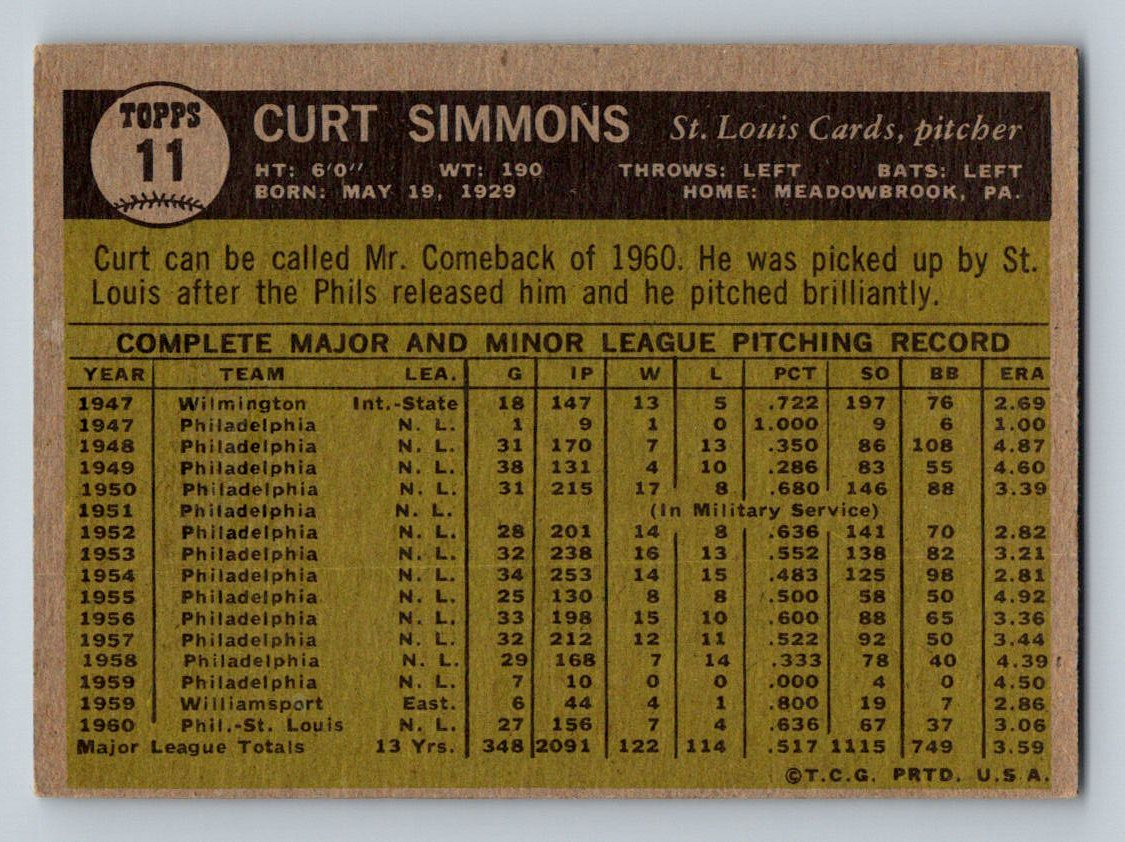 TOPPS
11
CURT SIMMONS St. Louis Cards, pitcher
HT: 6'0" WT: 190 THROWS: LEFT BATS: LEFT
BORN: MAY 19, 1929 HOME: MEADOWBROOK, PA.
Curt can be called Mr. Comeback of 1960. He was picked up by St.
Louis after the Phils released him and he pitched brilliantly.
COMPLETE MAJOR AND MINOR LEAGUE PITCHING RECORD
YEAR TEAM LEA. G IP W L PCT SO BB ERA
1947 Wilmington Int.-State 18 147 13 5 .722 197 76 2.69
1947 Philadelphia N. L. 1 9 1 0 1.000 9 6 1.00
1948 Philadelphia N. L. 31 170 7 13 .350 86 108 4.87
1949 Philadelphia N. L. 38 131 4 10 .286 83 55 4.60
1950 Philadelphia N. L. 31 215 17 8 .680 146 88 3.39
1951 Philadelphia N. L. (In Military Service)
1952 Philadelphia N. L. 28 201 14 8 .636 141 70 2.82
1953 Philadelphia N. L. 32 238 16 13 .552 138 82 3.21
1954 Philadelphia N. L. 34 253 14 15 .483 125 98 2.81
1955 Philadelphia N. L. 25 130 8 8 .500 58 50 4.92
1956 Philadelphia N. L. 33 198 15 10 .600 88 65 3.36
1957 Philadelphia N. L. 32 212 12 11 .522 92 50 3.44
1958 Philadelphia N. L. 29 168 7 14 .333 78 40 4.39
1959 Philadelphia N. L. 7 10 0 0 .000 4 0 4.50
1959 Williamsport East. 6 44 4 1 .800 19 7 2.86
1960 Phil.-St. Louis N. L. 27 156 7 4 .636 67 37 3.06
Major League Totals 13 Yrs. 348 2091 122 114 .517 1115 749 3.59
©T.C.G. PRTD. U.S.A.